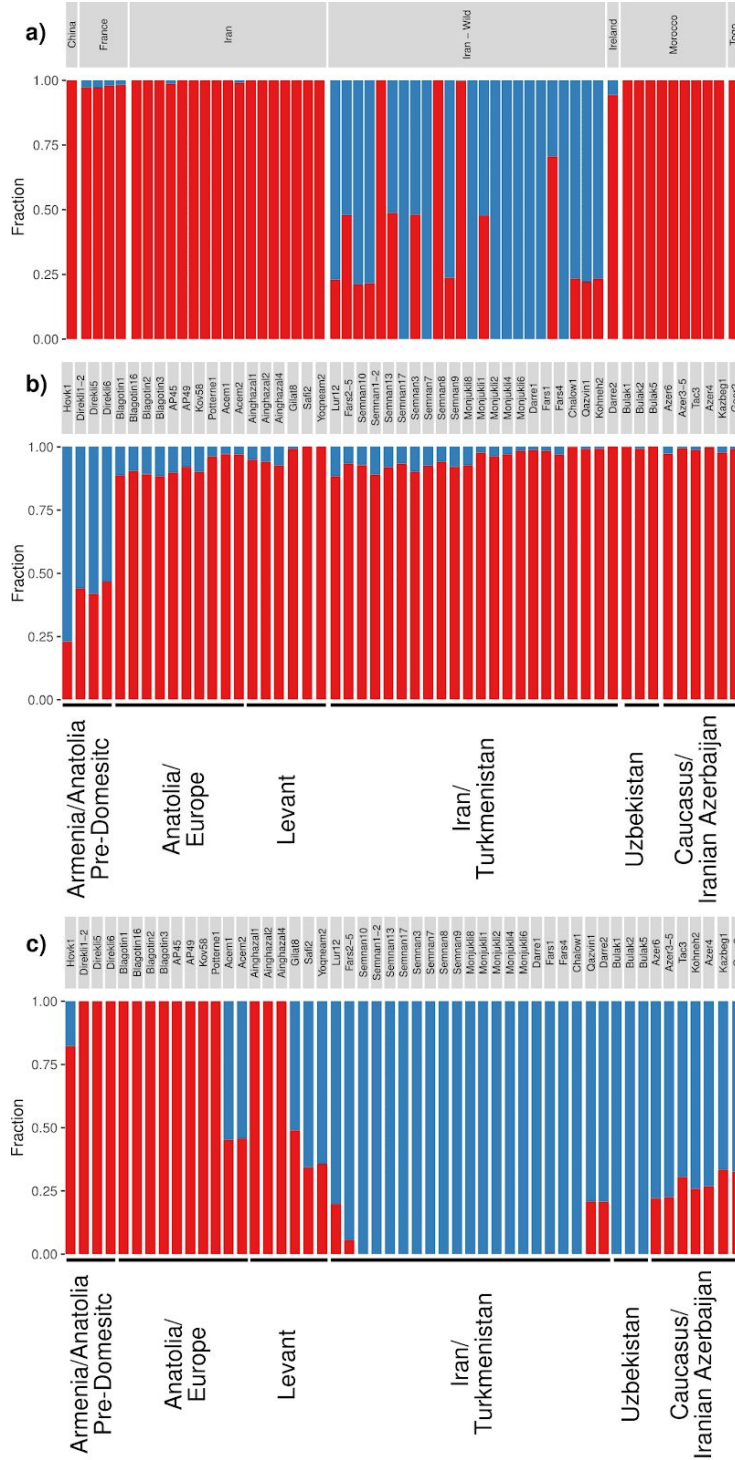 a)
China
France
Iran
Iran − Wild
Ireland
Morocco
Fraction
1.00
0.75
0.50
0.25
0.00
b)
Hovk1
Direkli1−2
Direkli5
Direkli6
Blagotin1
Blagotin16
Blagotin2
Blagotin3
AP45
AP49
Kov58
Potterne1
Acem1
Acem2
Ainghazal1
Ainghazal2
Ainghazal4
Gilat8
Safi2
Yoqneam2
Lur12
Fars2−5
Semnan10
Semnan1−2
Semnan13
Semnan17
Semnan3
Semnan7
Semnan8
Semnan9
Monjukli8
Monjukli1
Monjukli2
Monjukli4
Monjukli6
Darre1
Fars1
Fars4
Chalow1
Qazvin1
Kohneh2
Darre2
Bulak1
Bulak2
Bulak5
Azer6
Azer3−5
Tac3
Azer4
Kazbeg1
Fraction
1.00
0.75
0.50
0.25
0.00
Armenia/Anatolia
Pre-Domesitc
Anatolia/
Europe
Levant
Iran/
Turkmenistan
Uzbekistan
Caucasus/
Iranian Azerbaijan
c)
Hovk1
Direkli1−2
Direkli5
Direkli6
Blagotin1
Blagotin16
Blagotin2
Blagotin3
AP45
AP49
Kov58
Potterne1
Acem1
Acem2
Ainghazal1
Ainghazal2
Ainghazal4
Gilat8
Safi2
Yoqneam2
Lur12
Fars2−5
Semnan10
Semnan1−2
Semnan13
Semnan17
Semnan3
Semnan7
Semnan8
Semnan9
Monjukli8
Monjukli1
Monjukli2
Monjukli4
Monjukli6
Darre1
Fars1
Fars4
Chalow1
Qazvin1
Darre2
Bulak1
Bulak2
Bulak5
Azer6
Azer3−5
Tac3
Kohneh2
Azer4
Kazbeg1
Fraction
1.00
0.75
0.50
0.25
0.00
Armenia/Anatolia
Pre-Domesitc
Anatolia/
Europe
Levant
Iran/
Turkmenistan
Uzbekistan
Caucasus/
Iranian Azerbaijan